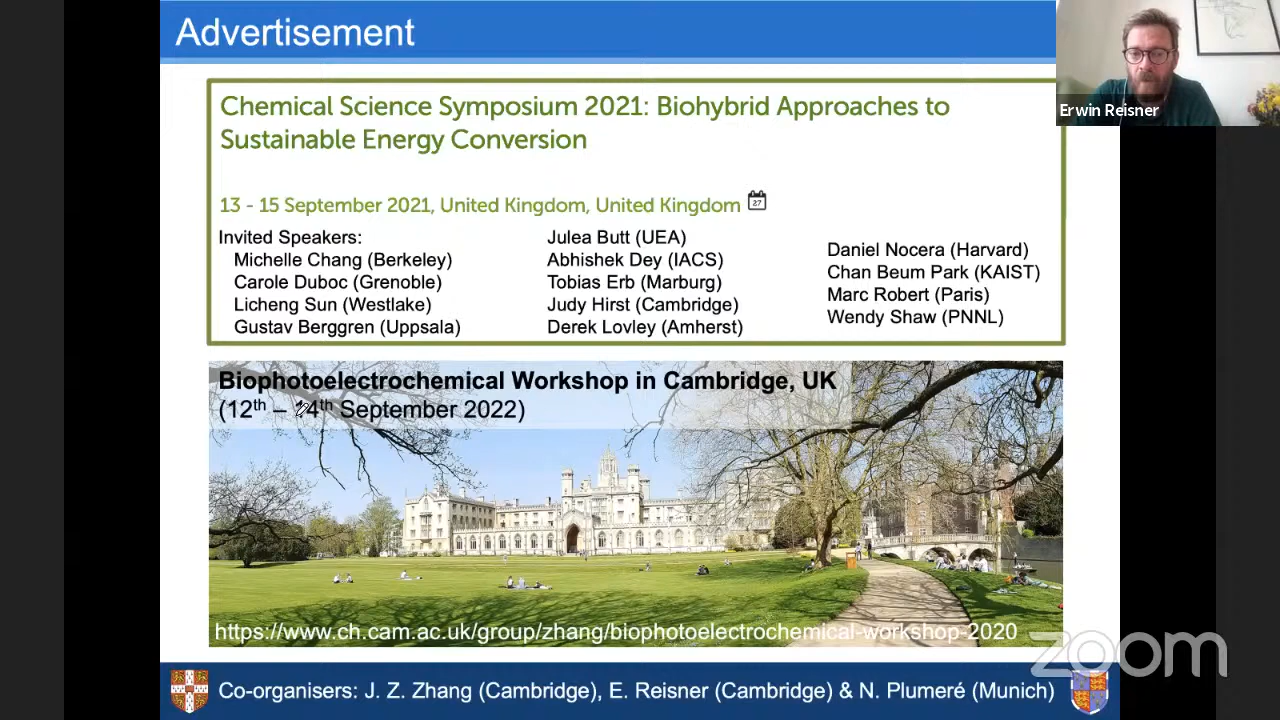 Advertisement
Erwin Reisner
Chemical Science Symposium 2021: Biohybrid Approaches to
Sustainable Energy Conversion
13 - 15 September 2021, United Kingdom, United Kingdom
27
Invited Speakers:
Michelle Chang (Berkeley)
Carole Duboc (Grenoble)
Licheng Sun (Westlake)
Gustav Berggren (Uppsala)
Julea Butt (UEA)
Abhishek Dey (IACS)
Tobias Erb (Marburg)
Judy Hirst (Cambridge)
Derek Lovley (Amherst)
Daniel Nocera (Harvard)
Chan Beum Park (KAIST)
Marc Robert (Paris)
Wendy Shaw (PNNL)
Biophotoelectrochemical Workshop in Cambridge, UK
(12th – 14th September 2022)
https://www.ch.cam.ac.uk/group/zhang/biophotoelectrochemical-workshop-2020
zoom
Co-organisers: J. Z. Zhang (Cambridge), E. Reisner (Cambridge) & N. Plumeré (Munich)